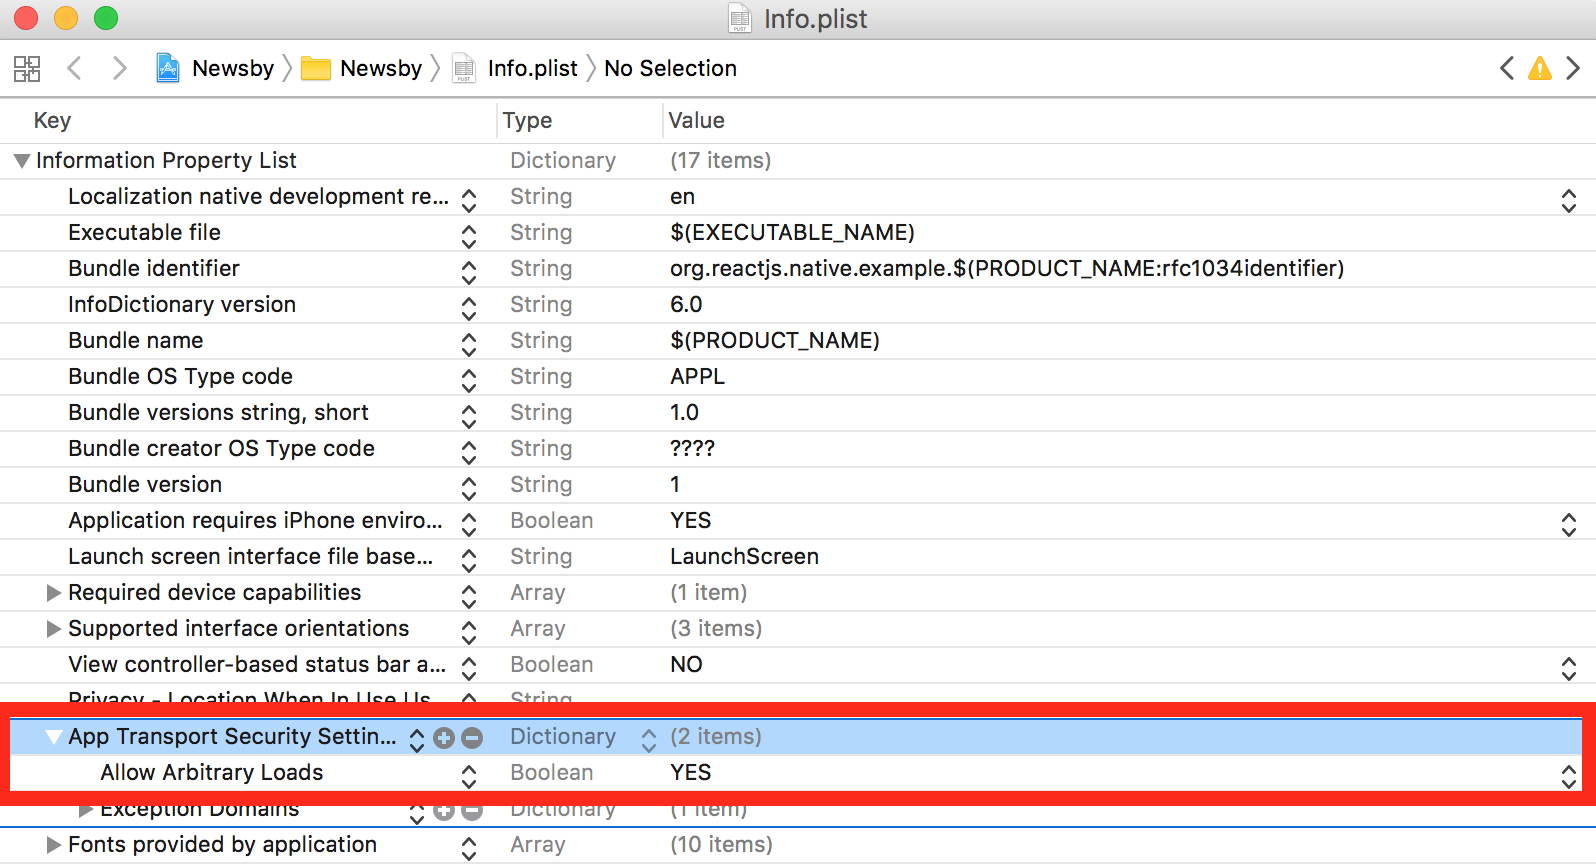 Info.plist
Newsby Newsby Info.plist No Selection
Key Type Value
Information Property List Dictionary (17 items)
Localization native development re... String en
Executable file String $(EXECUTABLE_NAME)
Bundle identifier String org.reactjs.native.example.$(PRODUCT_NAME:rfc1034identifier)
InfoDictionary version String 6.0
Bundle name String $(PRODUCT_NAME)
Bundle OS Type code String APPL
Bundle versions string, short String 1.0
Bundle creator OS Type code String ????
Bundle version String 1
Application requires iPhone enviro... Boolean YES
Launch screen interface file base... String LaunchScreen
Required device capabilities Array (1 item)
Supported interface orientations Array (3 items)
View controller-based status bar a... Boolean NO
Privacy - Location When In Use Us String
App Transport Security Settin... Dictionary (2 items)
Allow Arbitrary Loads Boolean YES
Exception Domains Dictionary (1 item)
Fonts provided by application Array (10 items)